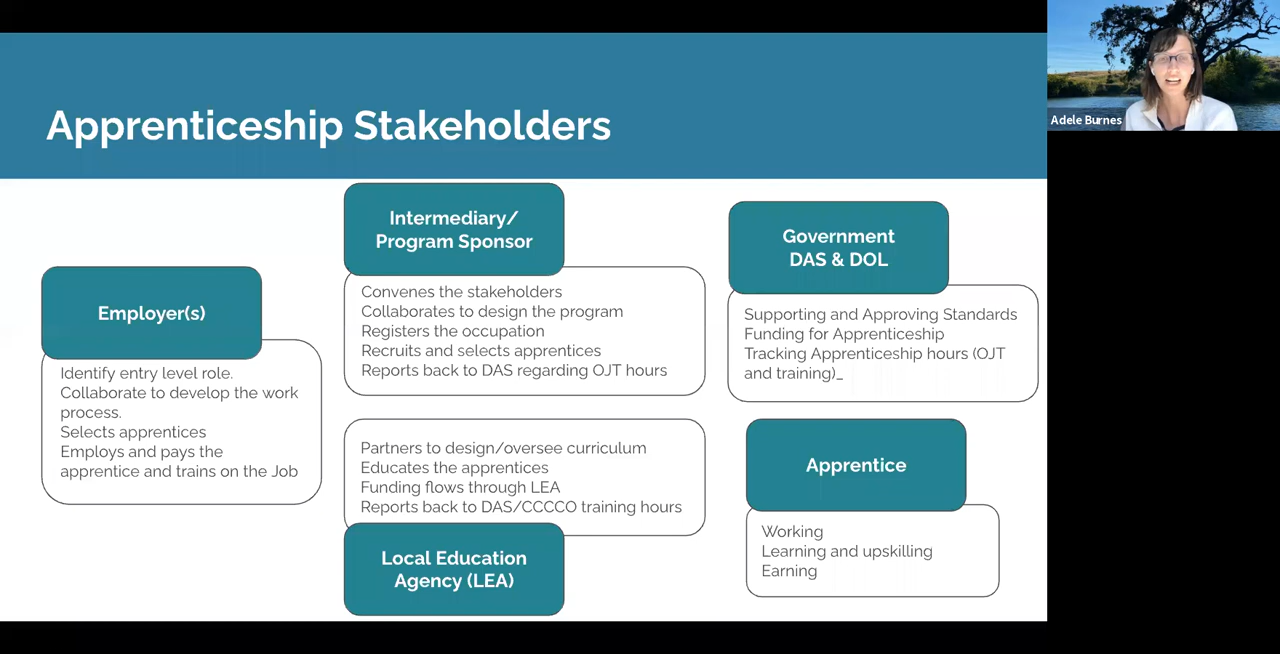 Apprenticeship Stakeholders
Adele Burnes
Employer(s)
Identify entry level role.
Collaborate to develop the work
process.
Selects apprentices
Employs and pays the
apprentice and trains on the Job
Intermediary/
Program Sponsor
Convenes the stakeholders
Collaborates to design the program
Registers the occupation
Recruits and selects apprentices
Reports back to DAS regarding OJT hours
Partners to design/oversee curriculum
Educates the apprentices
Funding flows through LEA
Reports back to DAS/CCCCO training hours
Local Education
Agency (LEA)
Government
DAS & DOL
Supporting and Approving Standards
Funding for Apprenticeship
Tracking Apprenticeship hours (OJT
and training)_
Apprentice
Working
Learning and upskilling
Earning